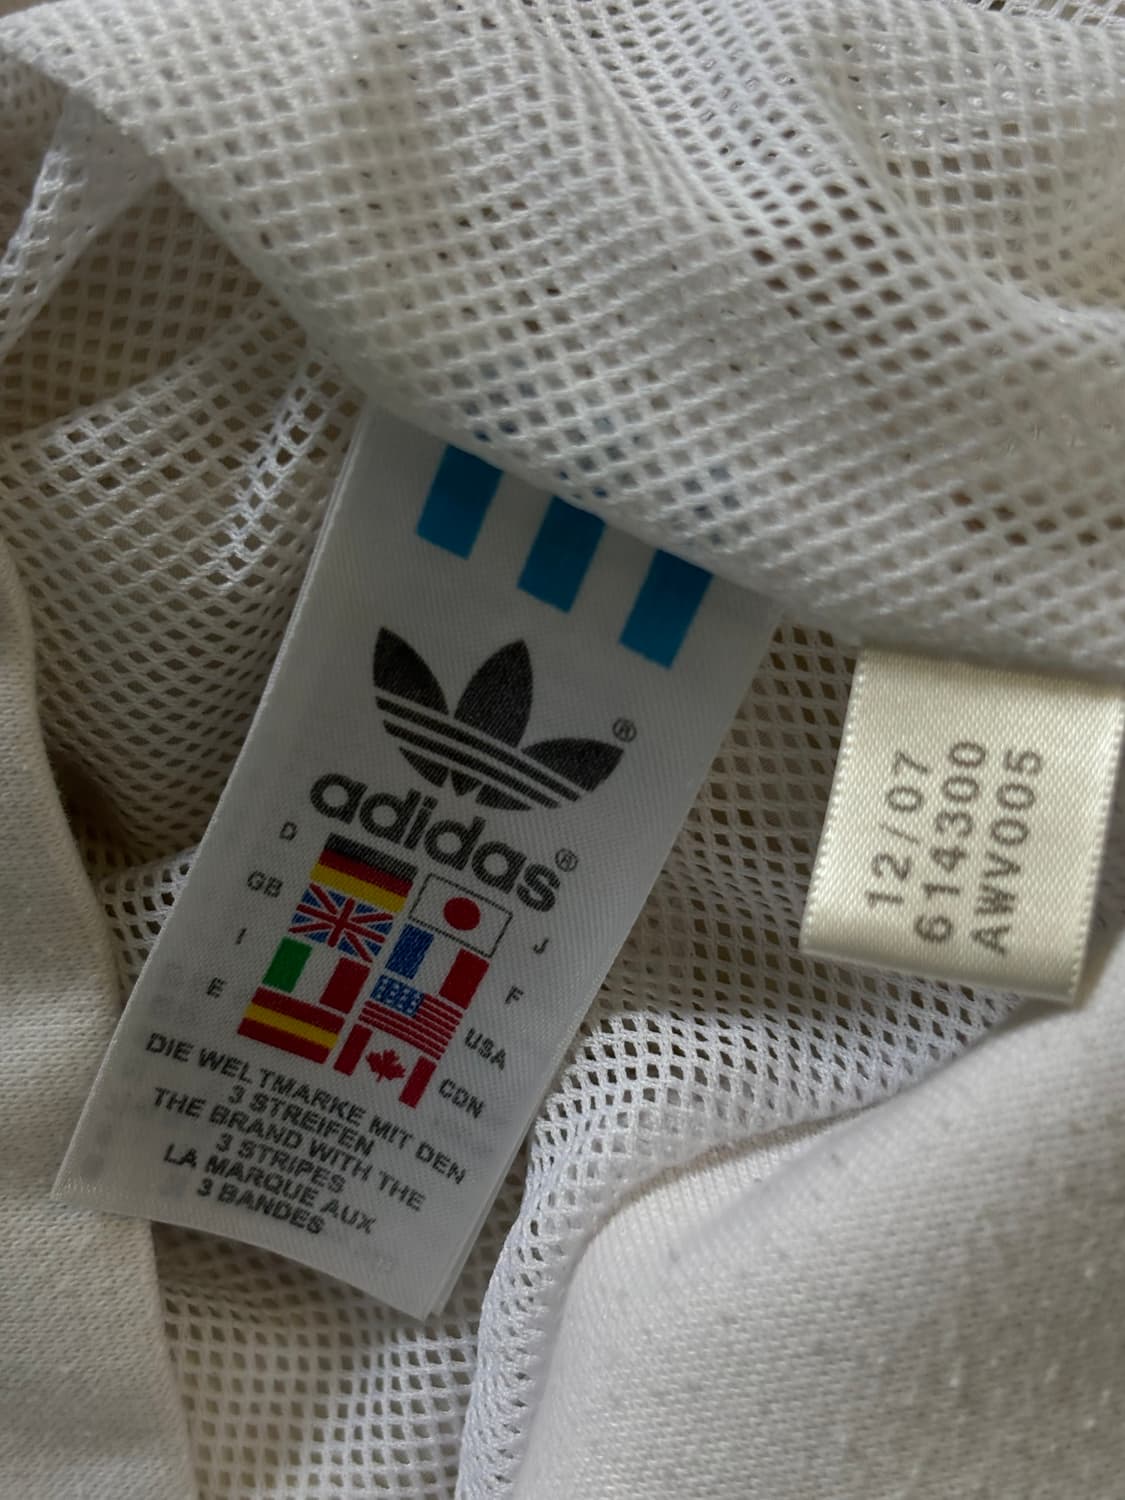 ®
adidas®
D
GB
I
E
J
F
USA
CDN
DIE WELTMARKE MIT DEN
3 STREIFEN
THE BRAND WITH THE
3 STRIPES
LA MARQUE AUX
3 BANDES
12/07
614300
AWV005